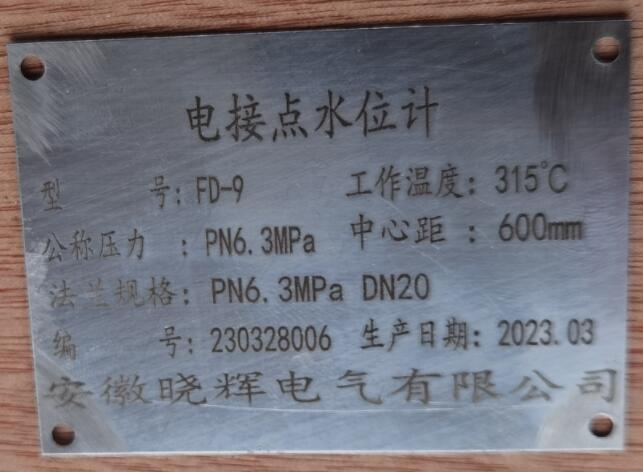 电接点水位计
型 号: FD-9 工作温度: 315℃
公称压力 : PN6.3MPa 中心距 : 600mm
法兰规格: PN6.3MPa DN20
编 号: 230328006 生产日期: 2023.03
安徽晓辉电气有限公司